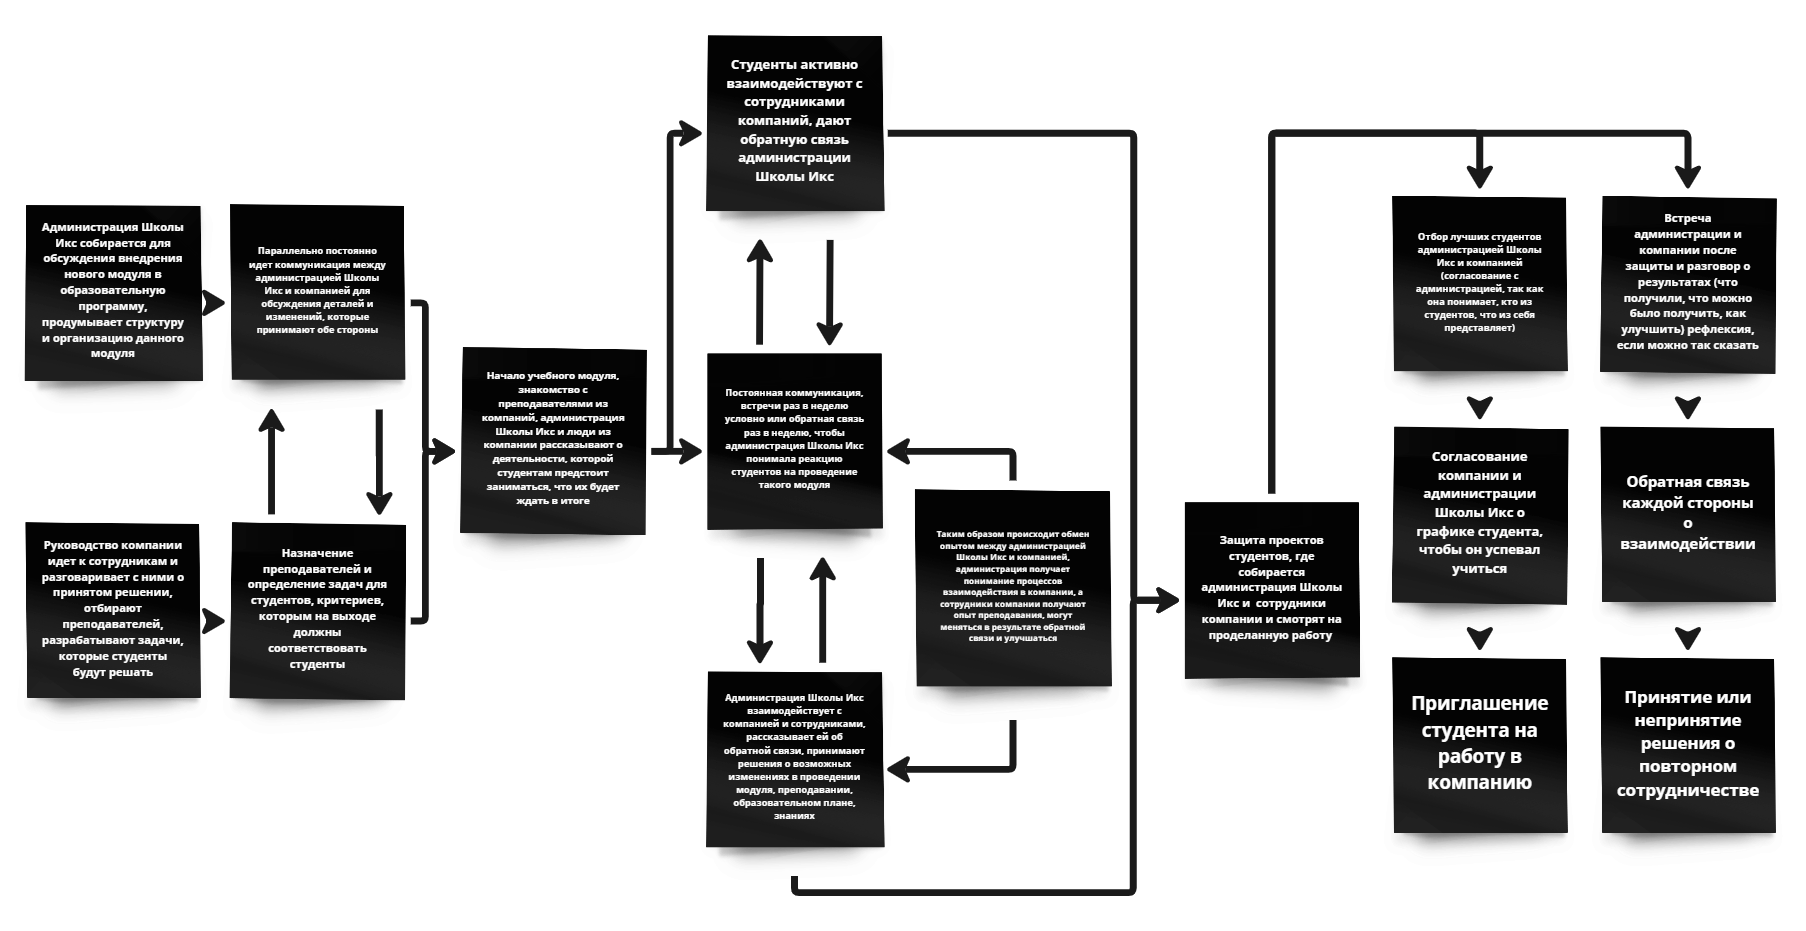 Администрация Школы
Икс собирается для
обсуждения внедрения
нового модуля в
образовательную
программу,
продумывает структуру
и организацию данного
модуля
Параллельно постоянно
идет коммуникация между
администрацией Школы
Икс и компанией для
обсуждения деталей и
изменений, которые
принимают обе стороны
Руководство компании
идет к сотрудникам и
разговаривает с ними о
принятом решении,
отбирают
преподавателей,
разрабатывают задачи,
которые студенты
будут решать
Назначение
преподавателей и
определение задач для
студентов, критериев,
которым на выходе
должны
соответствовать
студенты
Начало учебного модуля,
знакомство с
преподавателями из
компаний, администрация
Школы Икс и люди из
компании рассказывают о
деятельности, которой
студентам предстоит
заниматься, что их будет
ждать в итоге
Студенты активно
взаимодействуют с
сотрудниками
компаний, дают
обратную связь
администрации
Школы Икс
Постоянная коммуникация,
встречи раз в неделю
условно или обратная связь
раз в неделю, чтобы
администрация Школы Икс
понимала реакцию
студентов на проведение
такого модуля
Администрация Школы Икс
взаимодействует с
компанией и сотрудниками,
рассказывает ей об
обратной связи, принимают
решения о возможных
изменениях в проведении
модуля, преподавании,
образовательном плане,
знаниях
Таким образом происходит обмен
опытом между администрацией
Школы Икс и компанией,
администрация получает
понимание процессов
взаимодействия в компании, а
сотрудники компании получают
опыт преподавания, могут
меняться в результате обратной
связи и улучшаться
Защита проектов
студентов, где
собирается
администрация Школы
Икс и сотрудники
компании и смотрят на
проделанную работу
Отбор лучших студентов
администрацией Школы
Икс и компанией
(согласование с
администрацией, так как
она понимает, кто из
студентов, что из себя
представляет)
Согласование
компании и
администрации
Школы Икс о
графике студента,
чтобы он успевал
учиться
Приглашение
студента на
работу в
компанию
Встреча
администрации и
компании после
защиты и разговор о
результатах (что
получили, что можно
было получить, как
улучшить) рефлексия,
если можно так сказать
Обратная связь
каждой стороны
о
взаимодействии
Принятие или
непринятие
решения о
повторном
сотрудничестве